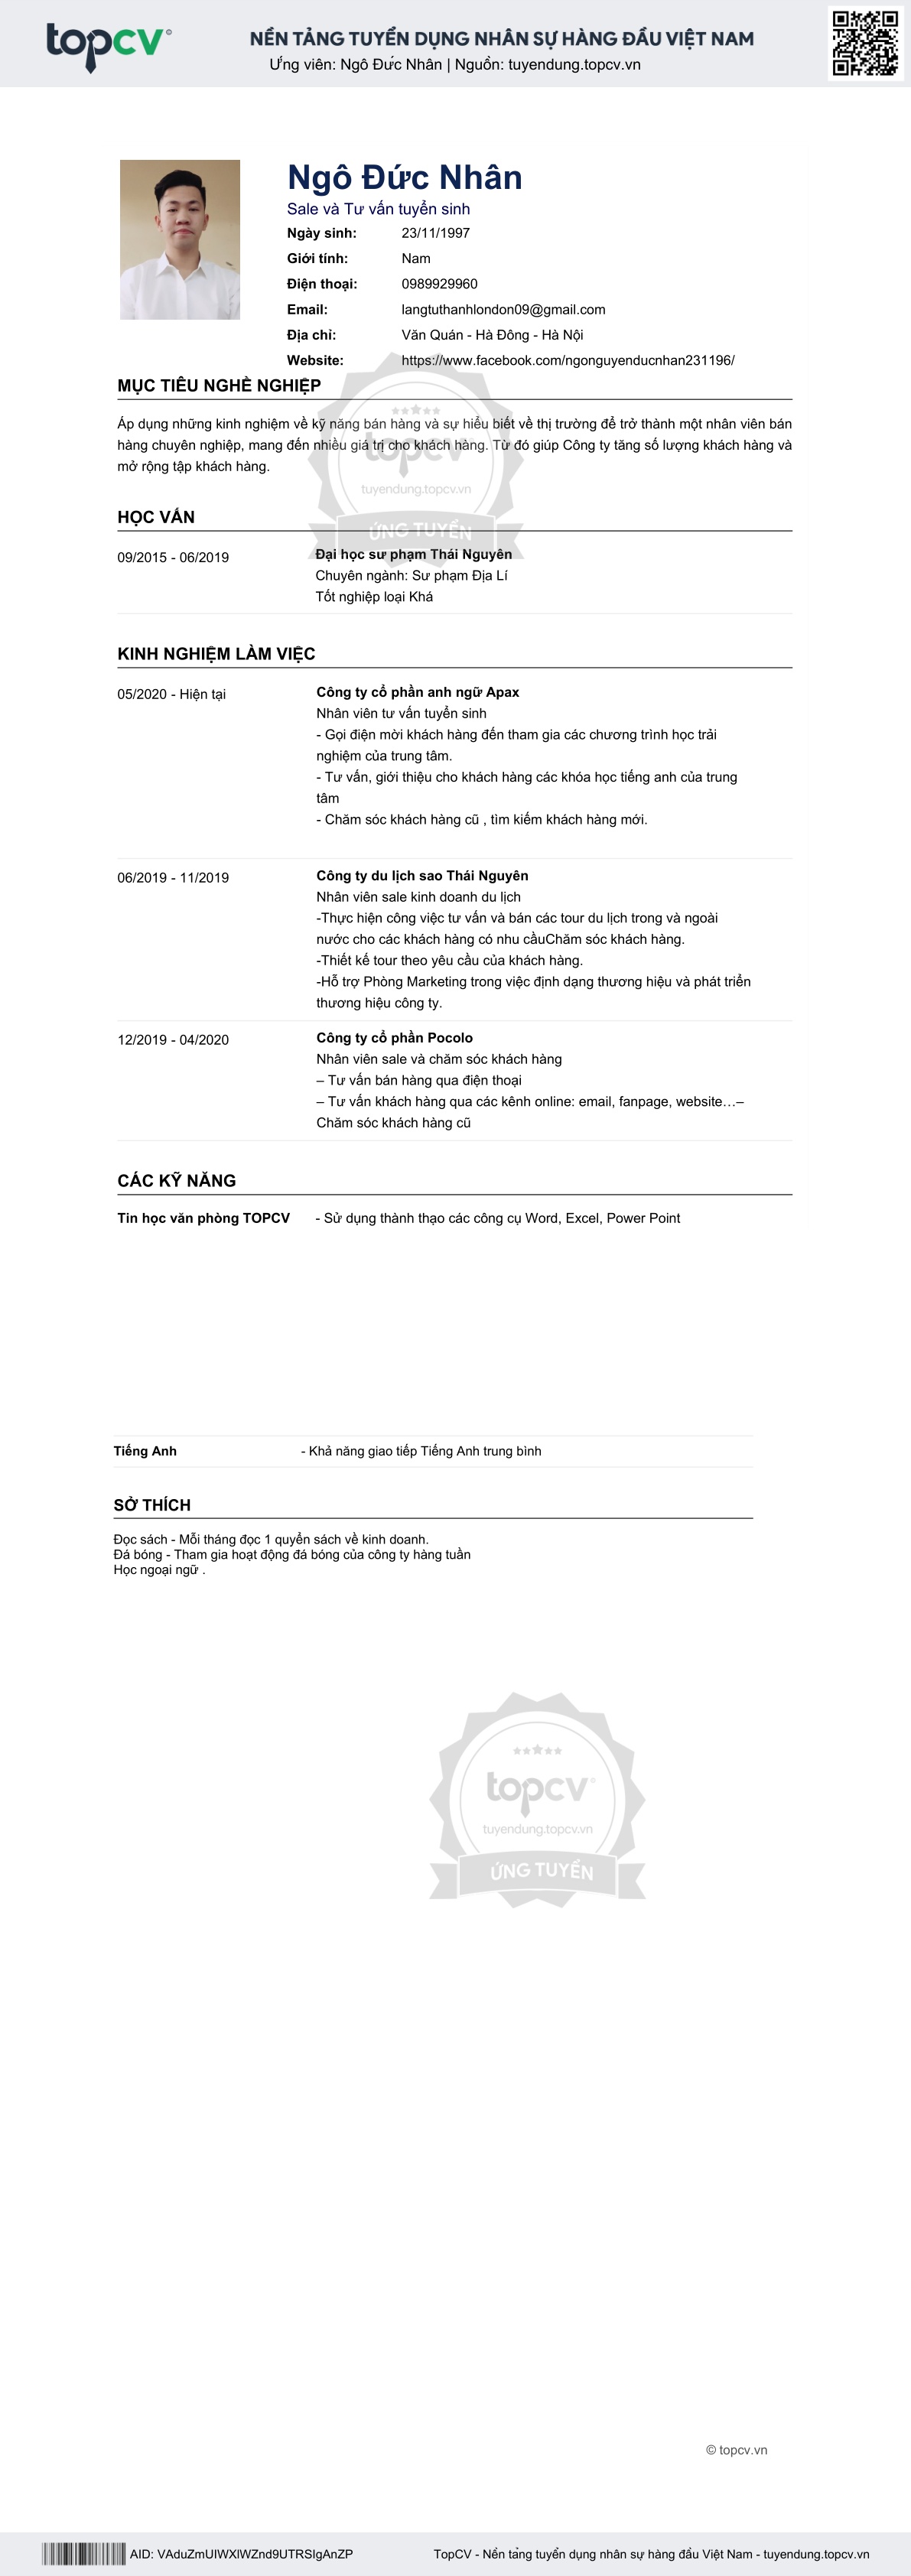 topcv©
NỀN TẢNG TUYỂN DỤNG NHÂN SỰ HÀNG ĐẦU VIỆT NAM
Ứng viên: Ngô Đức Nhân | Nguồn: tuyendung.topcv.vn
Ngô Đức Nhân
Sale và Tư vấn tuyển sinh
Ngày sinh: 23/11/1997
Giới tính: Nam
Điện thoại: 0989929960
Email: langtuthanhlondon09@gmail.com
Địa chỉ: Văn Quán - Hà Đông - Hà Nội
Website: https://www.facebook.com/ngonguyenducnhan231196/
MỤC TIÊU NGHỀ NGHIỆP
Áp dụng những kinh nghiệm về kỹ năng bán hàng và sự hiểu biết về thị trường để trở thành một nhân viên bán
hàng chuyên nghiệp, mang đến nhiều giá trị cho khách hàng. Từ đó giúp Công ty tăng số lượng khách hàng và
mở rộng tập khách hàng.
topcv
tuyendung.topcv.vn
ỨNG TUYỂN
HỌC VẤN
09/2015 - 06/2019 Đại học sư phạm Thái Nguyên
Chuyên ngành: Sư phạm Địa Lí
Tốt nghiệp loại Khá
KINH NGHIỆM LÀM VIỆC
05/2020 - Hiện tại Công ty cổ phần anh ngữ Apax
Nhân viên tư vấn tuyển sinh
- Gọi điện mời khách hàng đến tham gia các chương trình học trải
nghiệm của trung tâm.
- Tư vấn, giới thiệu cho khách hàng các khóa học tiếng anh của trung
tâm
- Chăm sóc khách hàng cũ , tìm kiếm khách hàng mới.
06/2019 - 11/2019 Công ty du lịch sao Thái Nguyên
Nhân viên sale kinh doanh du lịch
-Thực hiện công việc tư vấn và bán các tour du lịch trong và ngoài
nước cho các khách hàng có nhu cầuChăm sóc khách hàng.
-Thiết kế tour theo yêu cầu của khách hàng.
-Hỗ trợ Phòng Marketing trong việc định dạng thương hiệu và phát triển
thương hiệu công ty.
12/2019 - 04/2020 Công ty cổ phần Pocolo
Nhân viên sale và chăm sóc khách hàng
– Tư vấn bán hàng qua điện thoại
– Tư vấn khách hàng qua các kênh online: email, fanpage, website…–
Chăm sóc khách hàng cũ
CÁC KỸ NĂNG
Tin học văn phòng TOPCV - Sử dụng thành thạo các công cụ Word, Excel, Power Point
Tiếng Anh - Khả năng giao tiếp Tiếng Anh trung bình
SỞ THÍCH
Đọc sách - Mỗi tháng đọc 1 quyển sách về kinh doanh.
Đá bóng - Tham gia hoạt động đá bóng của công ty hàng tuần
Học ngoại ngữ .
topcv
tuyendung.topcv.vn
ỨNG TUYỂN
© topcv.vn
AID: VAduZmUIWXlWZnd9UTRSlgAnZP TopCV - Nền tảng tuyển dụng nhân sự hàng đầu Việt Nam - tuyendung.topcv.vn